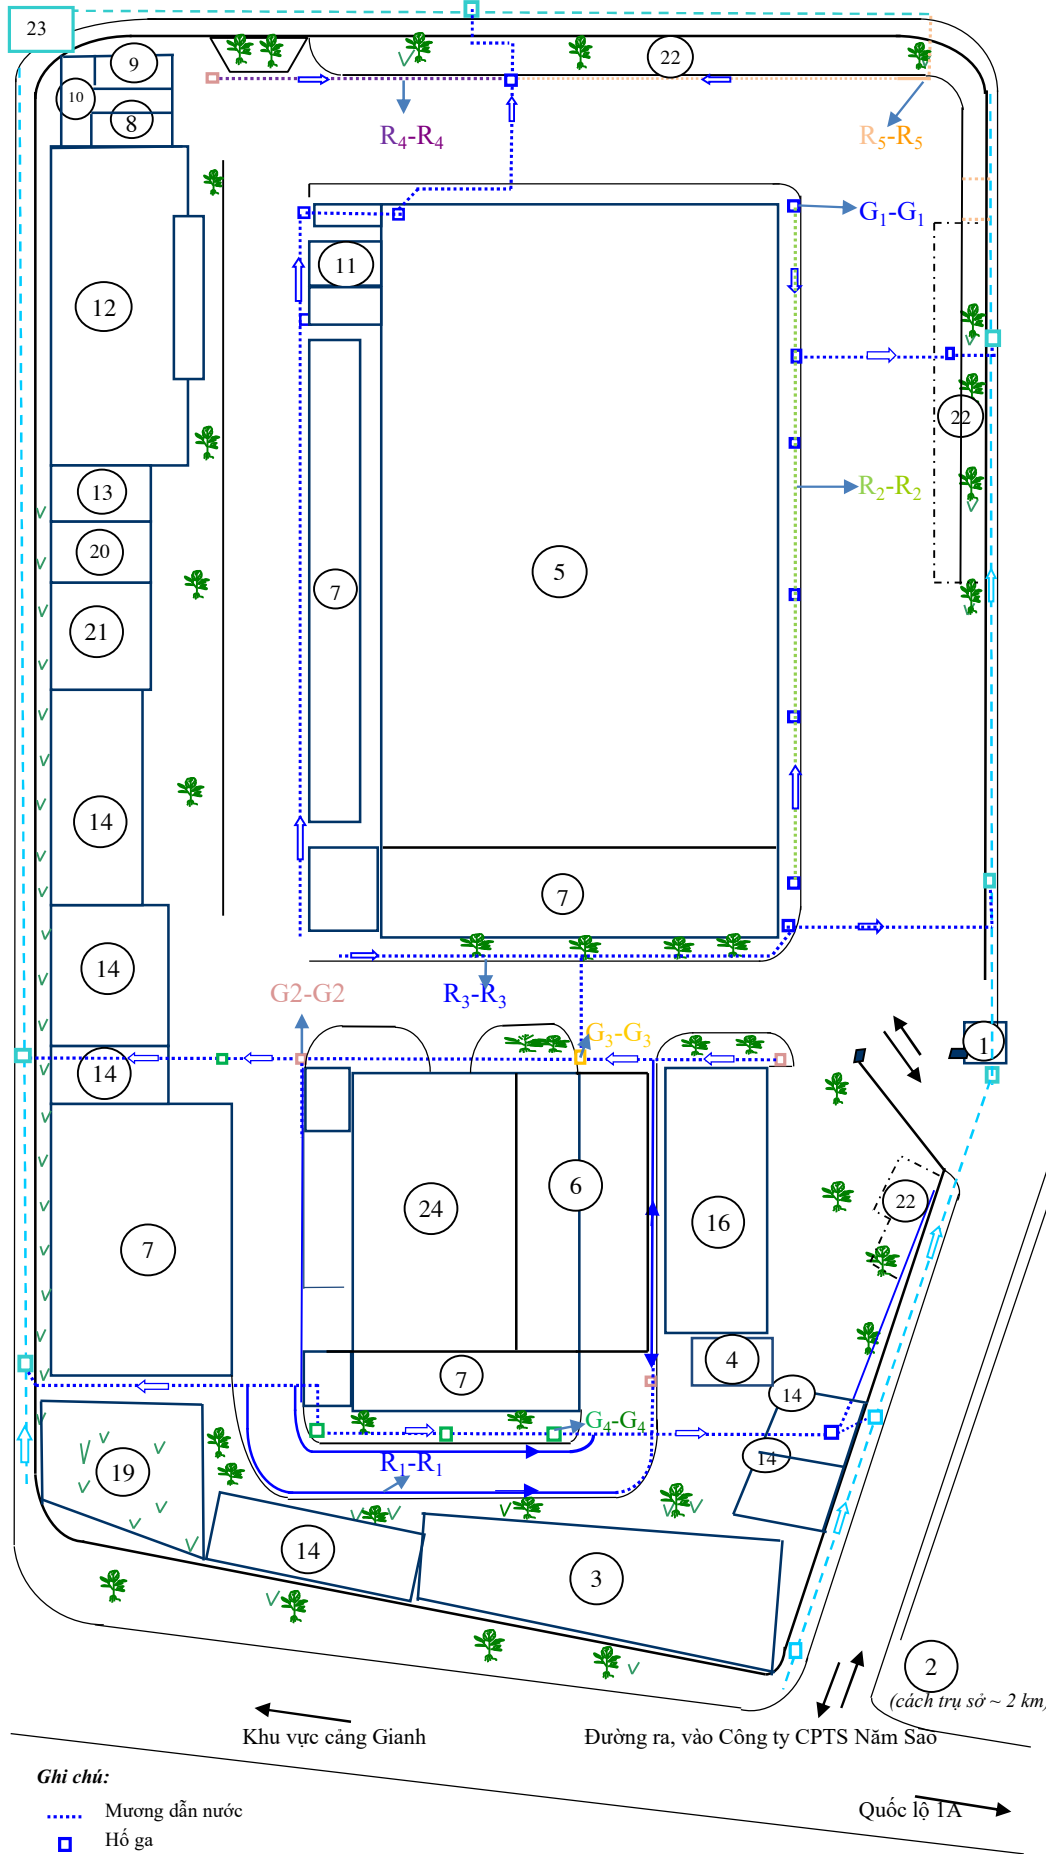 23
9
22
10
8
R4-R4
R5-R5
G1-G1
11
12
22
13
R2-R2
20
5
7
21
14
7
14
G2-G2
R3-R3
G3-G3
1
14
6
24
22
16
7
4
7
14
G4-G4
14
R1-R1
19
14
3
2
(cách trụ sở ~ 2 km)
Khu vực cảng Gianh
Đường ra, vào Công ty CPTS Năm Sao
Ghi chú:
Mương dẫn nước
Quốc lộ 1A
Hố ga